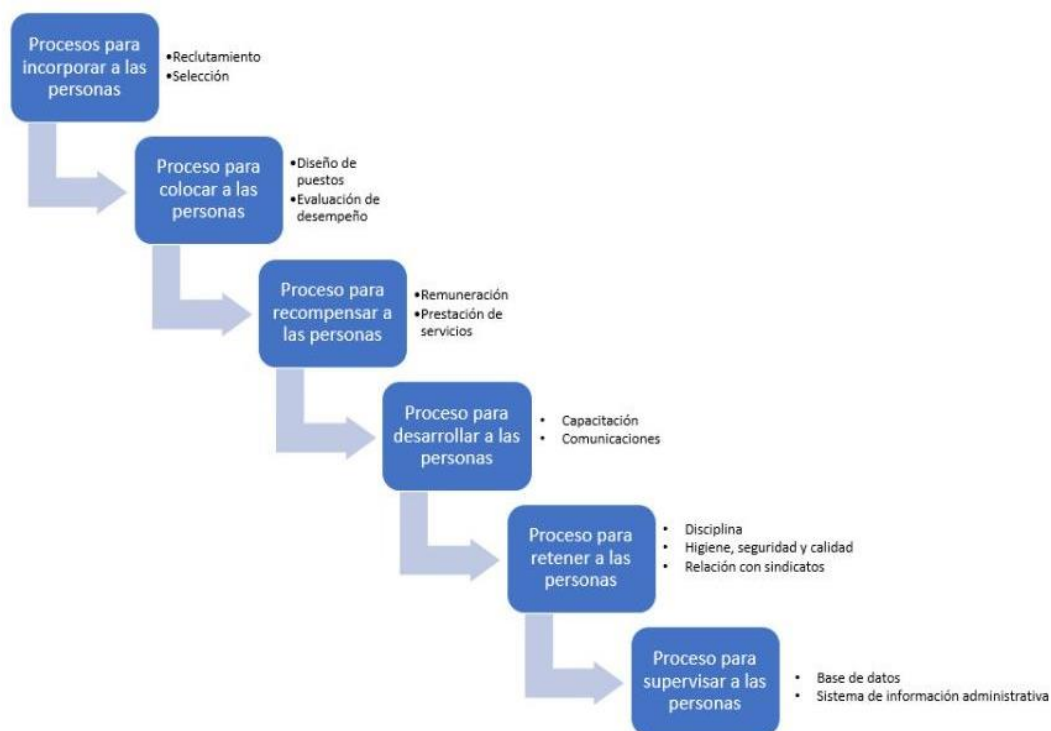 Procesos para
incorporar a las
personas
•Reclutamiento
•Selección
Proceso para
colocar a las
personas
•Diseño de
puestos
•Evaluación de
desempeño
Proceso para
recompensar a
las personas
•Remuneración
•Prestación de
servicios
Proceso para
desarrollar a las
personas
• Capacitación
• Comunicaciones
Proceso para
retener a las
personas
• Disciplina
• Higiene, seguridad y calidad
• Relación con sindicatos
Proceso para
supervisar a las
personas
• Base de datos
• Sistema de información administrativa